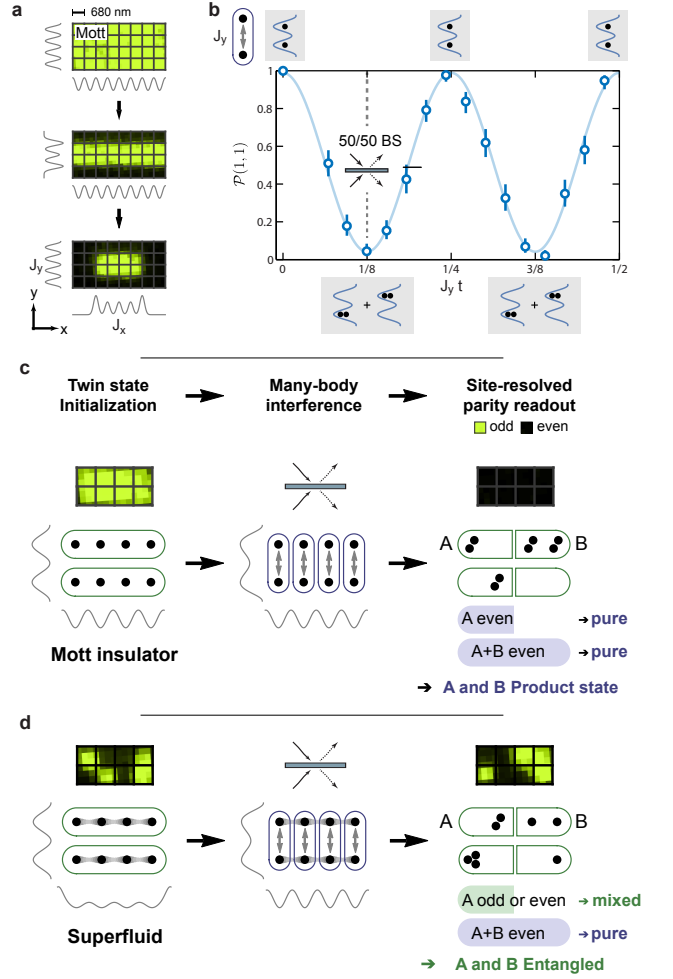 a
680 nm
Mott
J_y
y
x
J_x
b
J_y
1
0.8
0.6
0.4
0.2
0
P(1,1)
50/50 BS
0
1/8
1/4
3/8
1/2
J_y t
+
+
c
Twin state
Initialization
Many-body
interference
Site-resolved
parity readout
odd even
A B
A even → pure
A+B even → pure
Mott insulator
→ A and B Product state
d
A B
A odd or even → mixed
A+B even → pure
Superfluid
→ A and B Entangled